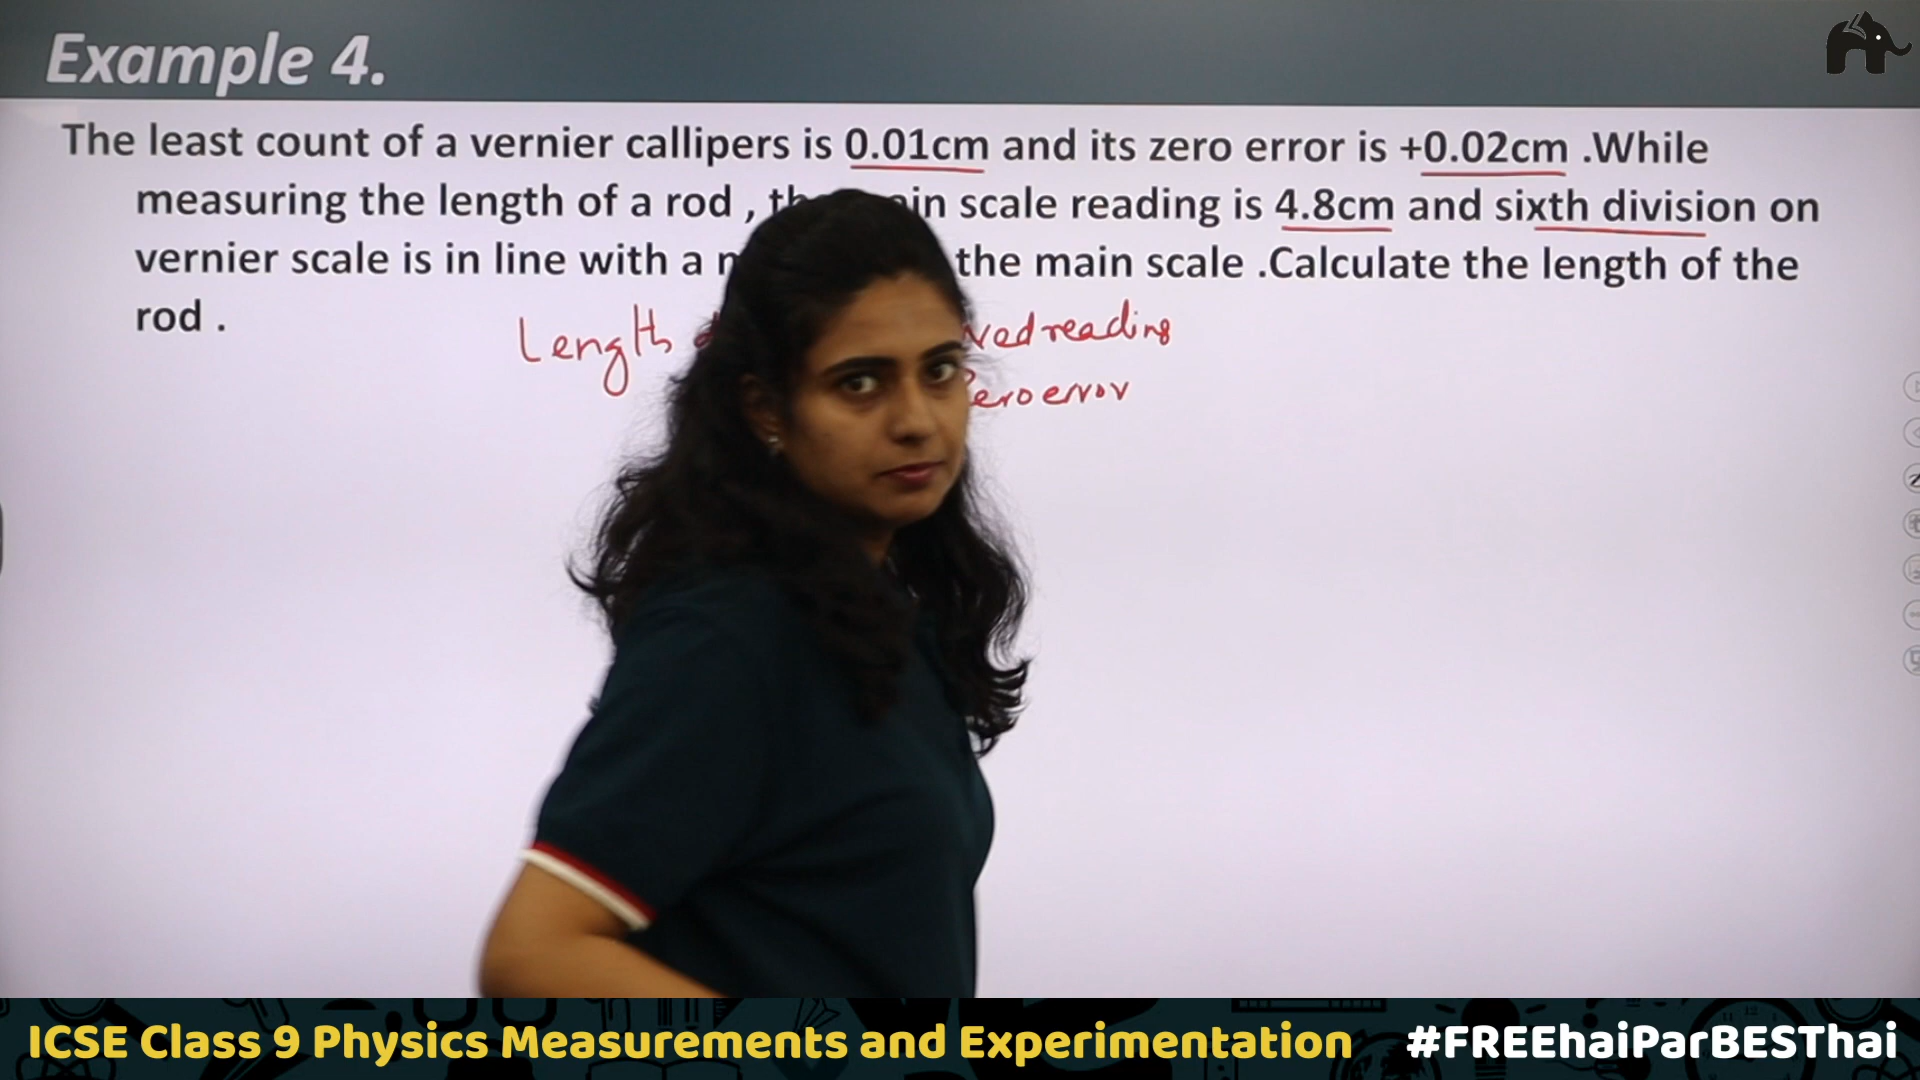 Example 4.
The least count of a vernier callipers is 0.01cm and its zero error is +0.02cm .While
measuring the length of a rod , scale reading is 4.8cm and sixth division on
vernier scale is in line with a the main scale .Calculate the length of the
rod .
Length reading
error
ICSE Class 9 Physics Measurements and Experimentation #FREEhaiParBESThai